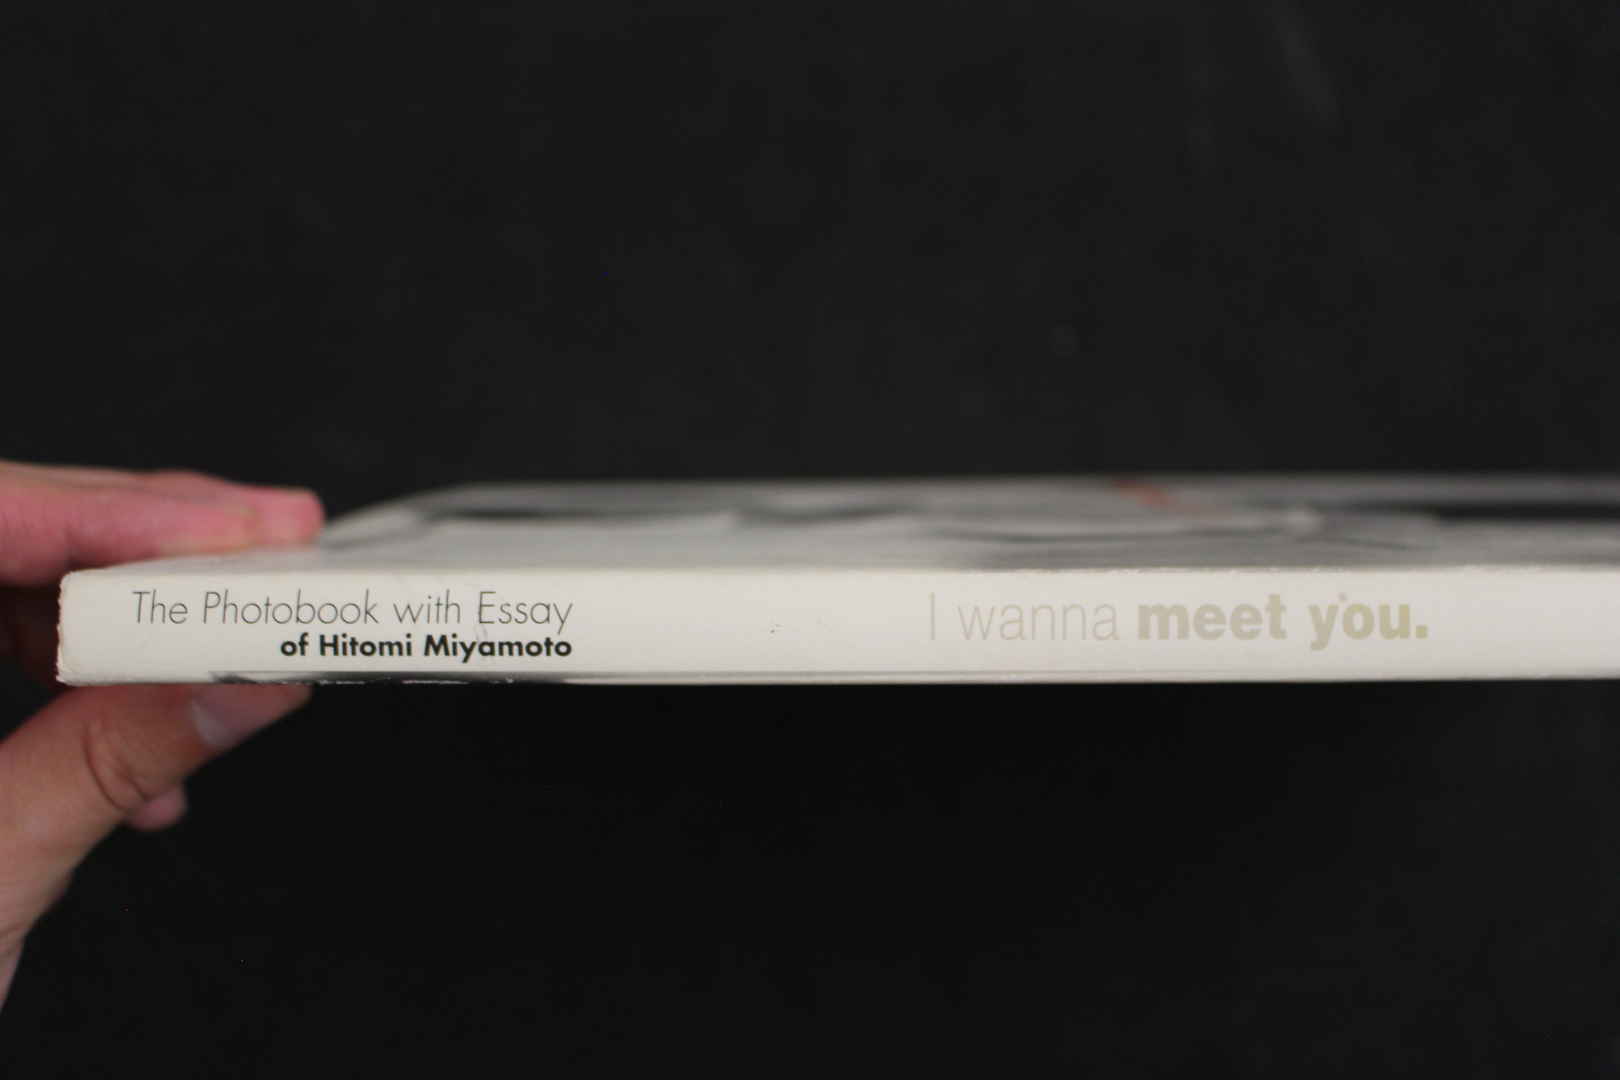 The Photobook with Essay
of Hitomi Miyamoto
I wanna meet you.